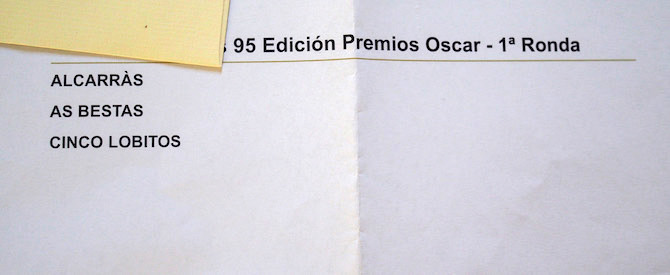 95 Edición Premios Oscar - 1ª Ronda
ALCARRÀS
AS BESTAS
CINCO LOBITOS